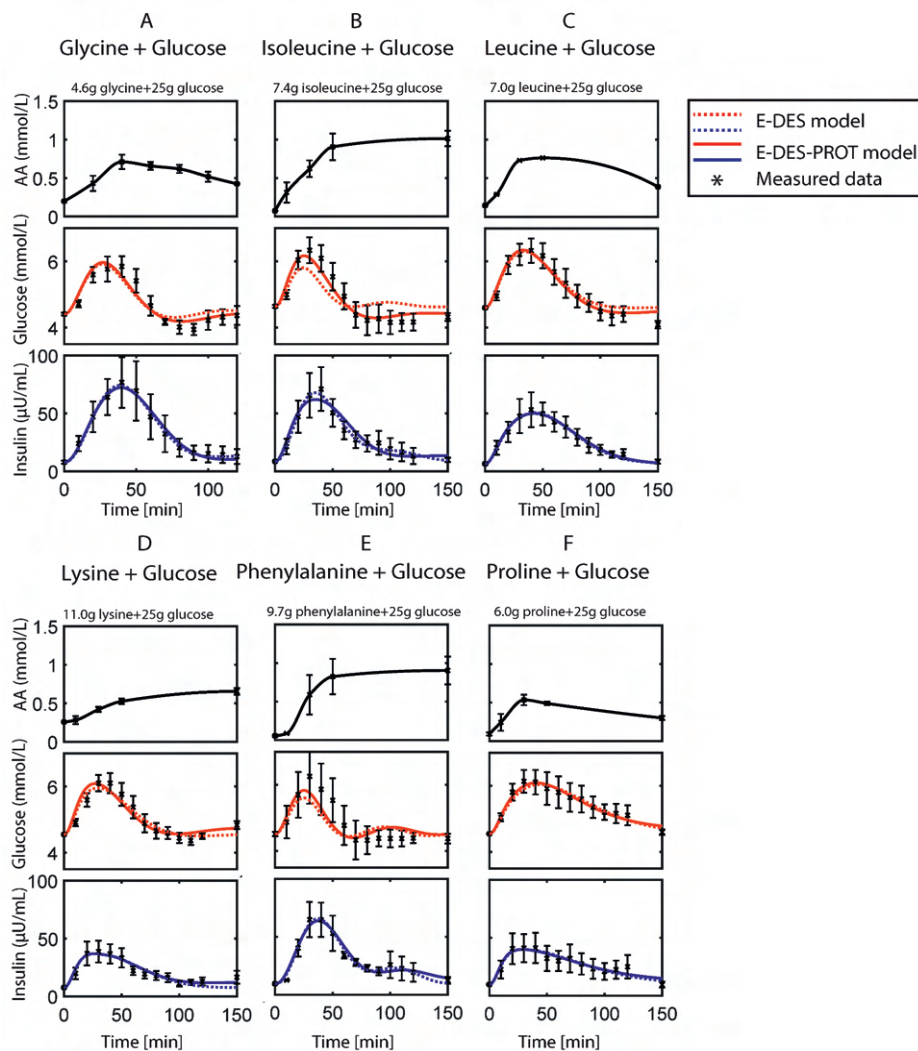 A
Glycine + Glucose
4.6g glycine+25g glucose
B
Isoleucine + Glucose
7.4g isoleucine+25g glucose
C
Leucine + Glucose
7.0g leucine+25g glucose
E-DES model
E-DES-PROT model
* Measured data
AA (mmol/L)
1.5
1
0.5
0
Glucose (mmol/L)
6
4
Insulin (µU/mL)
100
50
0
0 50 100
Time [min]
0 50 100 150
Time [min]
0 50 100 150
Time [min]
D
Lysine + Glucose
11.0g lysine+25g glucose
E
Phenylalanine + Glucose
9.7g phenylalanine+25g glucose
F
Proline + Glucose
6.0g proline+25g glucose
AA (mmol/L)
1.5
1
0.5
0
Glucose (mmol/L)
6
4
Insulin (µU/mL)
100
50
0
0 50 100 150
Time [min]
0 50 100 150
Time [min]
0 50 100 150
Time [min]